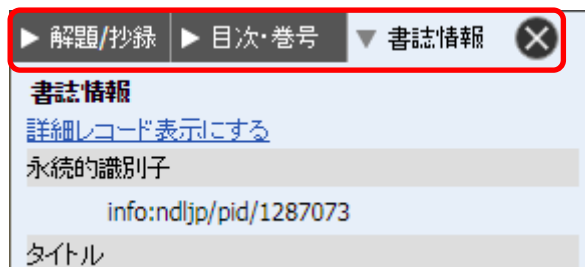 ▶ 解題/抄録 ▶ 目次・巻号 ▼ 書誌情報
書誌情報
詳細レコード表示にする
永続的識別子
info:ndljp/pid/1287073
タイトル